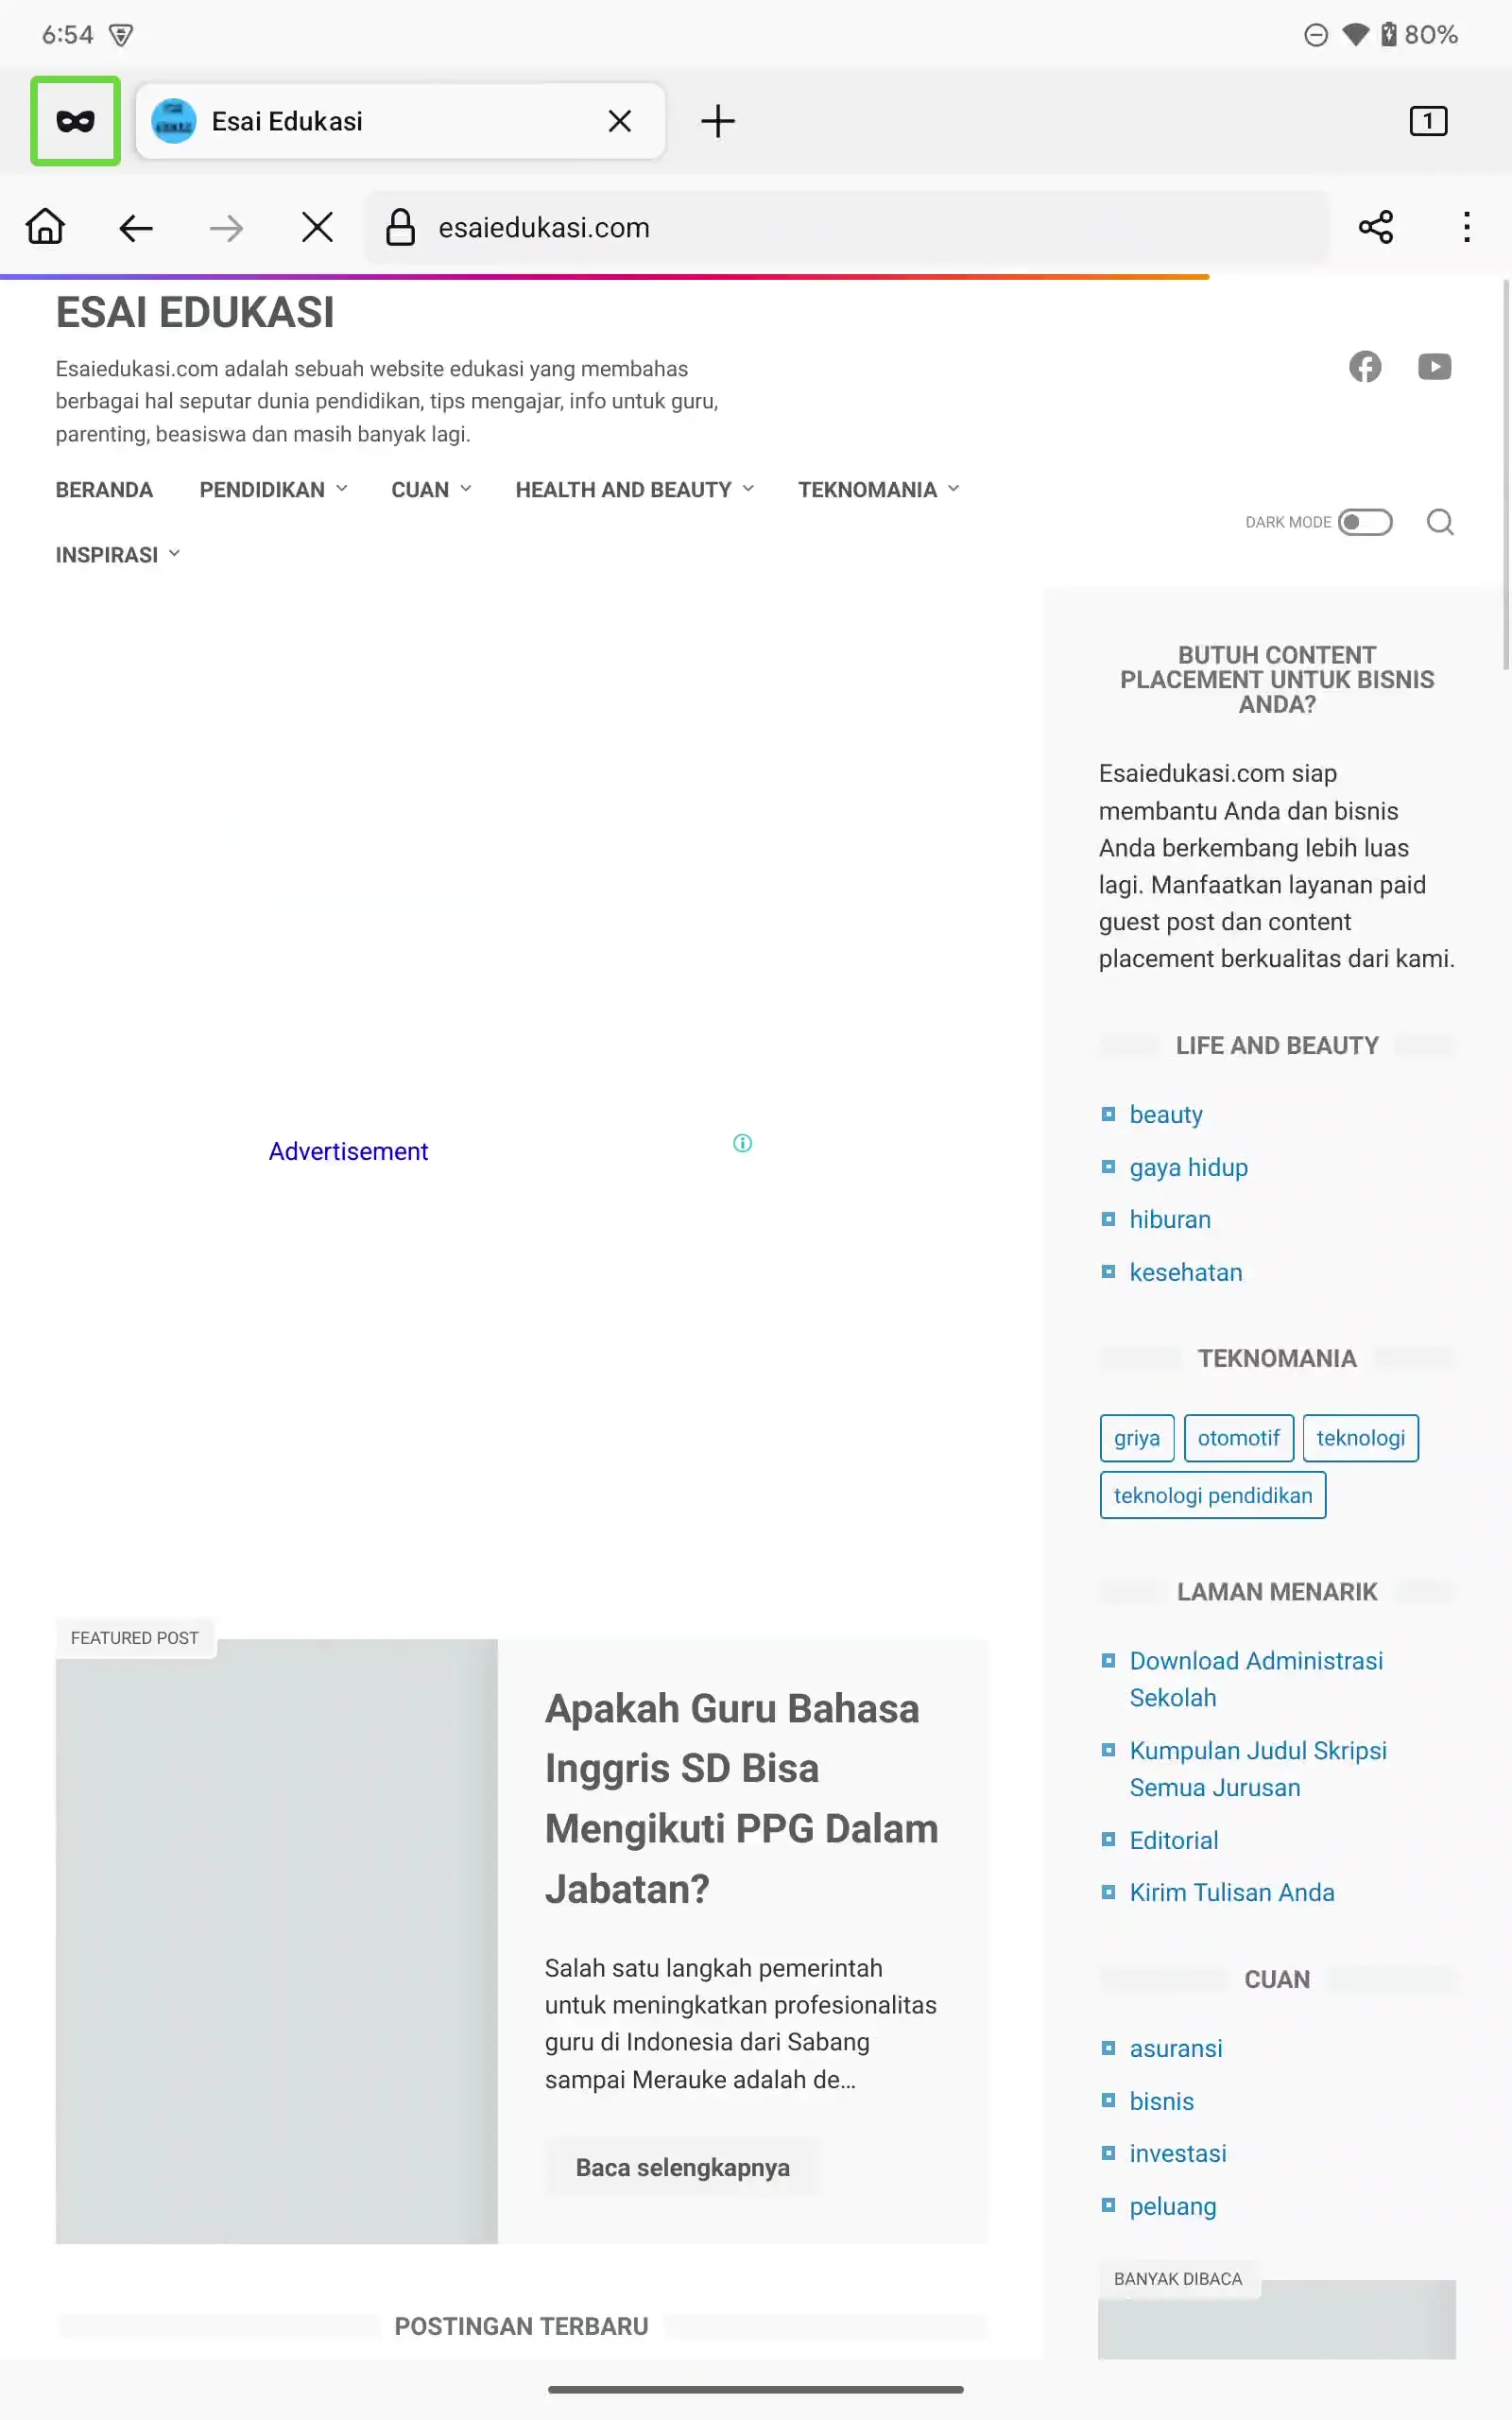 6:54
80%
Esai Edukasi
1
esaiedukasi.com
ESAI EDUKASI
Esaiedukasi.com adalah sebuah website edukasi yang membahas
berbagai hal seputar dunia pendidikan, tips mengajar, info untuk guru,
parenting, beasiswa dan masih banyak lagi.
BERANDA PENDIDIKAN CUAN HEALTH AND BEAUTY TEKNOMANIA
INSPIRASI
DARK MODE
BUTUH CONTENT
PLACEMENT UNTUK BISNIS
ANDA?
Esaiedukasi.com siap
membantu Anda dan bisnis
Anda berkembang lebih luas
lagi. Manfaatkan layanan paid
guest post dan content
placement berkualitas dari kami.
LIFE AND BEAUTY
beauty
gaya hidup
hiburan
kesehatan
TEKNOMANIA
griya otomotif teknologi
teknologi pendidikan
LAMAN MENARIK
Download Administrasi
Sekolah
Kumpulan Judul Skripsi
Semua Jurusan
Editorial
Kirim Tulisan Anda
CUAN
asuransi
bisnis
investasi
peluang
BANYAK DIBACA
Advertisement
FEATURED POST
Apakah Guru Bahasa
Inggris SD Bisa
Mengikuti PPG Dalam
Jabatan?
Salah satu langkah pemerintah
untuk meningkatkan profesionalitas
guru di Indonesia dari Sabang
sampai Merauke adalah de…
Baca selengkapnya
POSTINGAN TERBARU